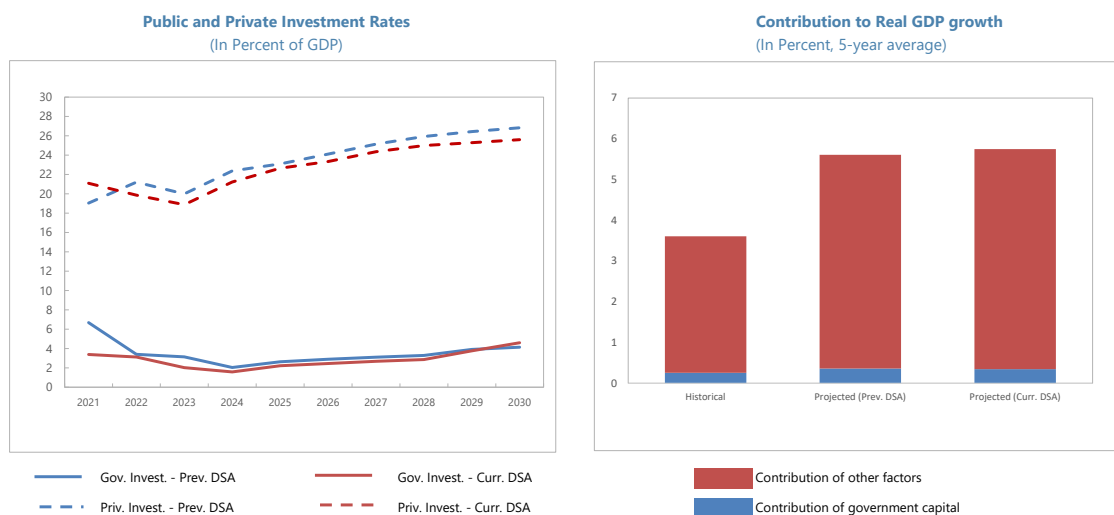 Public and Private Investment Rates
(In Percent of GDP)
30
28
26
24
22
20
18
16
14
12
10
8
6
4
2
0
2021 2022 2023 2024 2025 2026 2027 2028 2029 2030
Gov. Invest. - Prev. DSA
Gov. Invest. - Curr. DSA
Priv. Invest. - Prev. DSA
Priv. Invest. - Curr. DSA
Contribution to Real GDP growth
(In Percent, 5-year average)
7
6
5
4
3
2
1
0
Historical
Projected (Prev. DSA)
Projected (Curr. DSA)
Contribution of other factors
Contribution of government capital